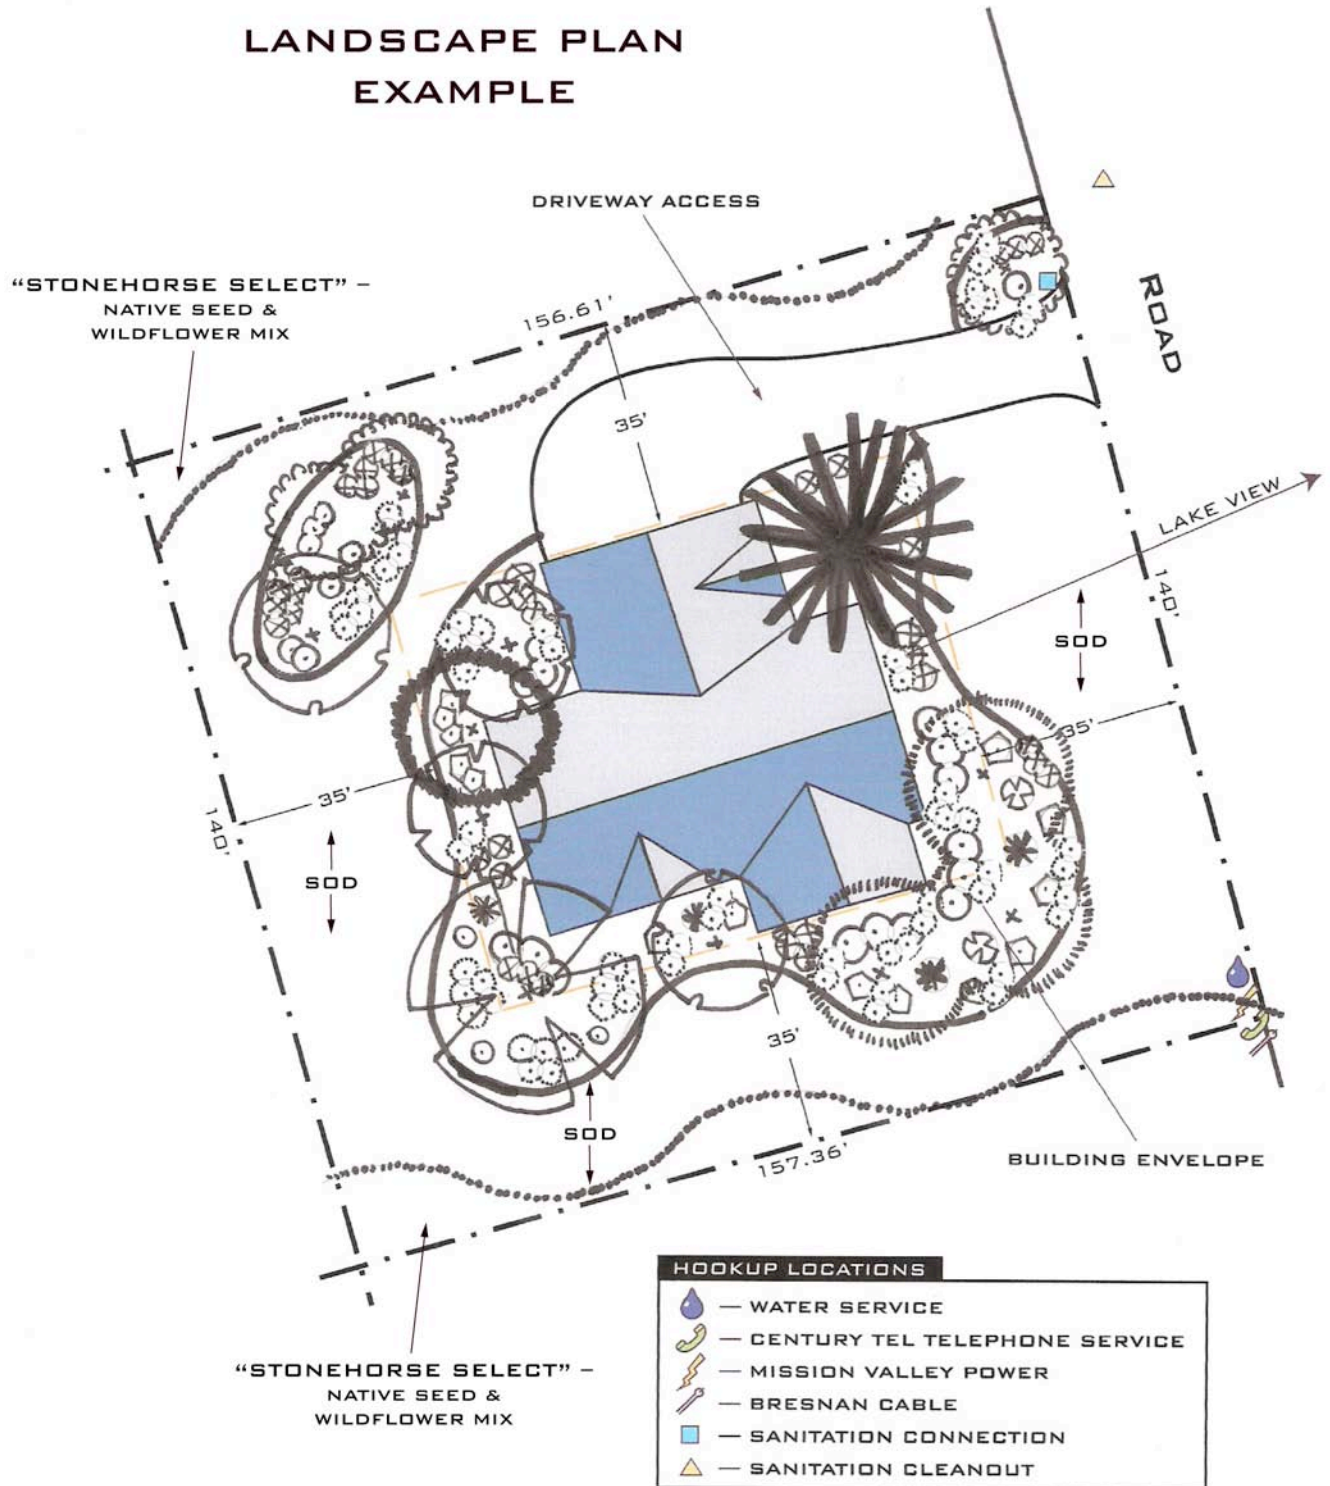 LANDSCAPE PLAN
EXAMPLE
DRIVEWAY ACCESS
"STONEHORSE SELECT" –
NATIVE SEED &
WILDFLOWER MIX
156.61'
ROAD
35'
LAKE VIEW
140'
SOD
35'
35'
140'
SOD
35'
SOD
157.36'
BUILDING ENVELOPE
"STONEHORSE SELECT" –
NATIVE SEED &
WILDFLOWER MIX
HOOKUP LOCATIONS
— WATER SERVICE
— CENTURY TEL TELEPHONE SERVICE
— MISSION VALLEY POWER
— BRESNAN CABLE
— SANITATION CONNECTION
— SANITATION CLEANOUT